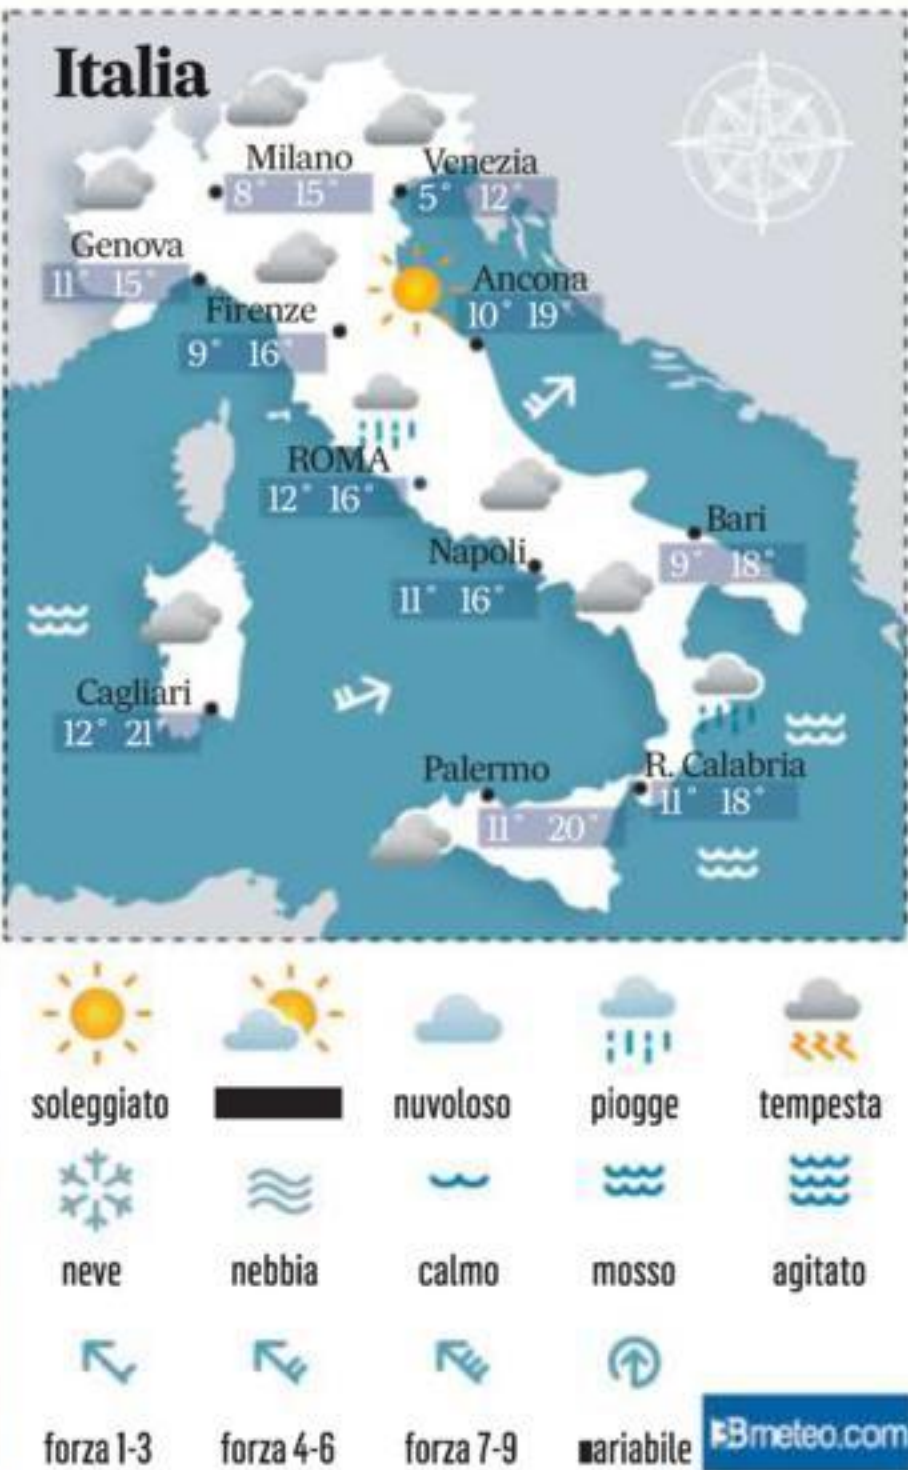 Italia
Milano
8° 15°
Venezia
5° 12°
Genova
11° 15°
Firenze
9° 16°
Ancona
10° 19°
ROMA
12° 16°
Napoli
11° 16°
Bari
9° 18°
Cagliari
12° 21°
Palermo
11° 20°
R. Calabria
11° 18°
soleggiato
nuvoloso
piogge
tempesta
neve
nebbia
calmo
mosso
agitato
forza 1-3
forza 4-6
forza 7-9
ariabile
3Bmeteo.com